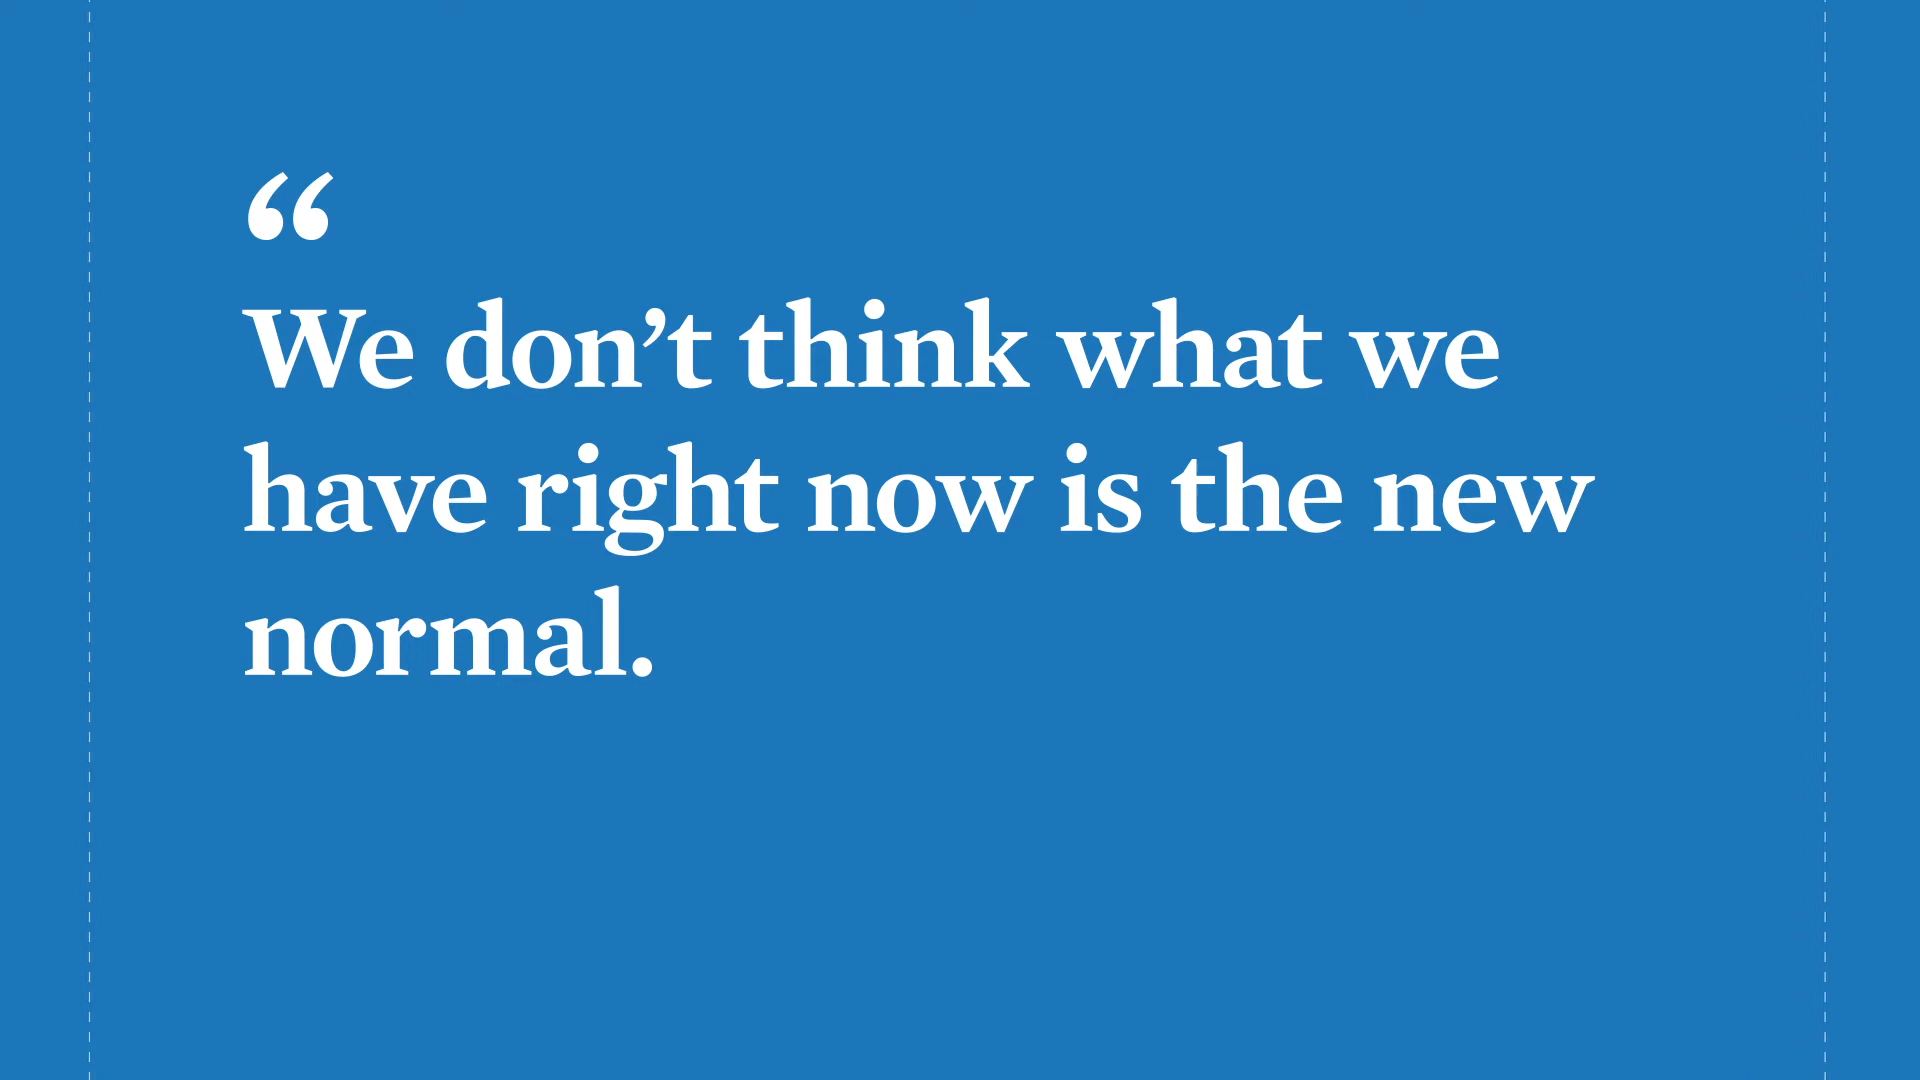 “
We don’t think what we
have right now is the new
normal.